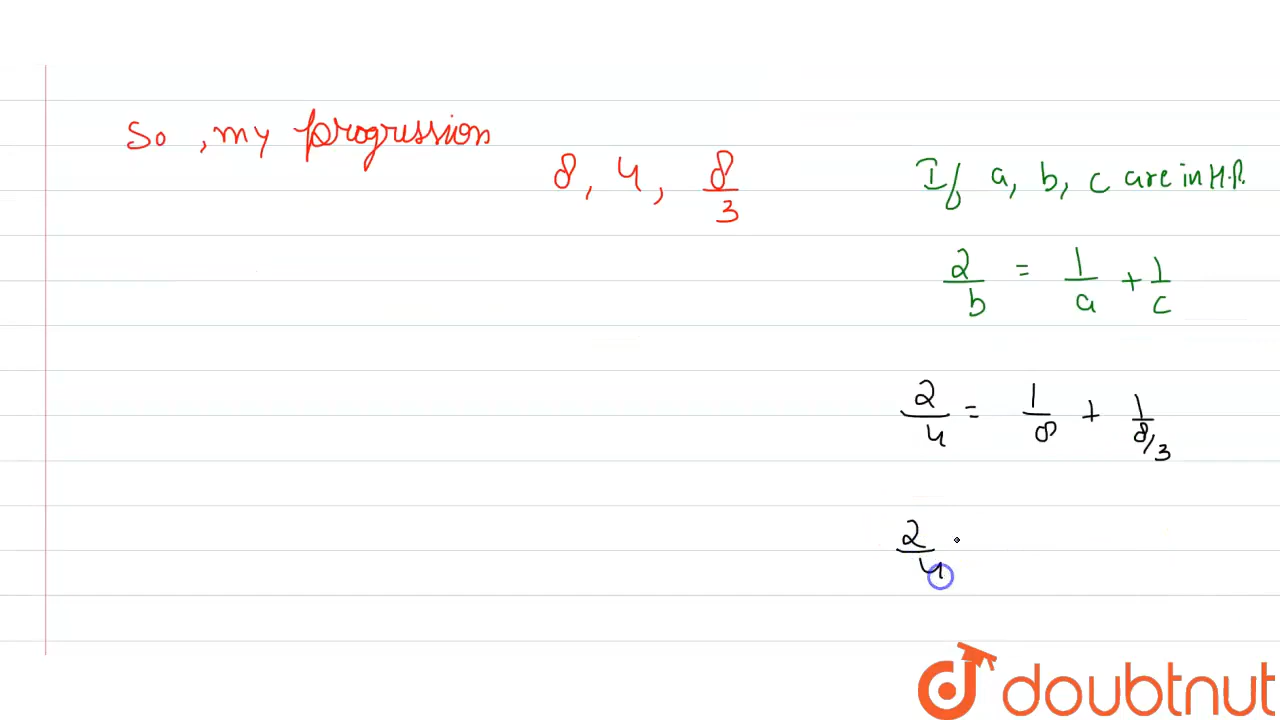 So , my progression
8, 4, 8/3
If a, b, c are in H.P.
2/b = 1/a + 1/c
2/4 = 1/8 + 1/8/3
2/4
doubtnut